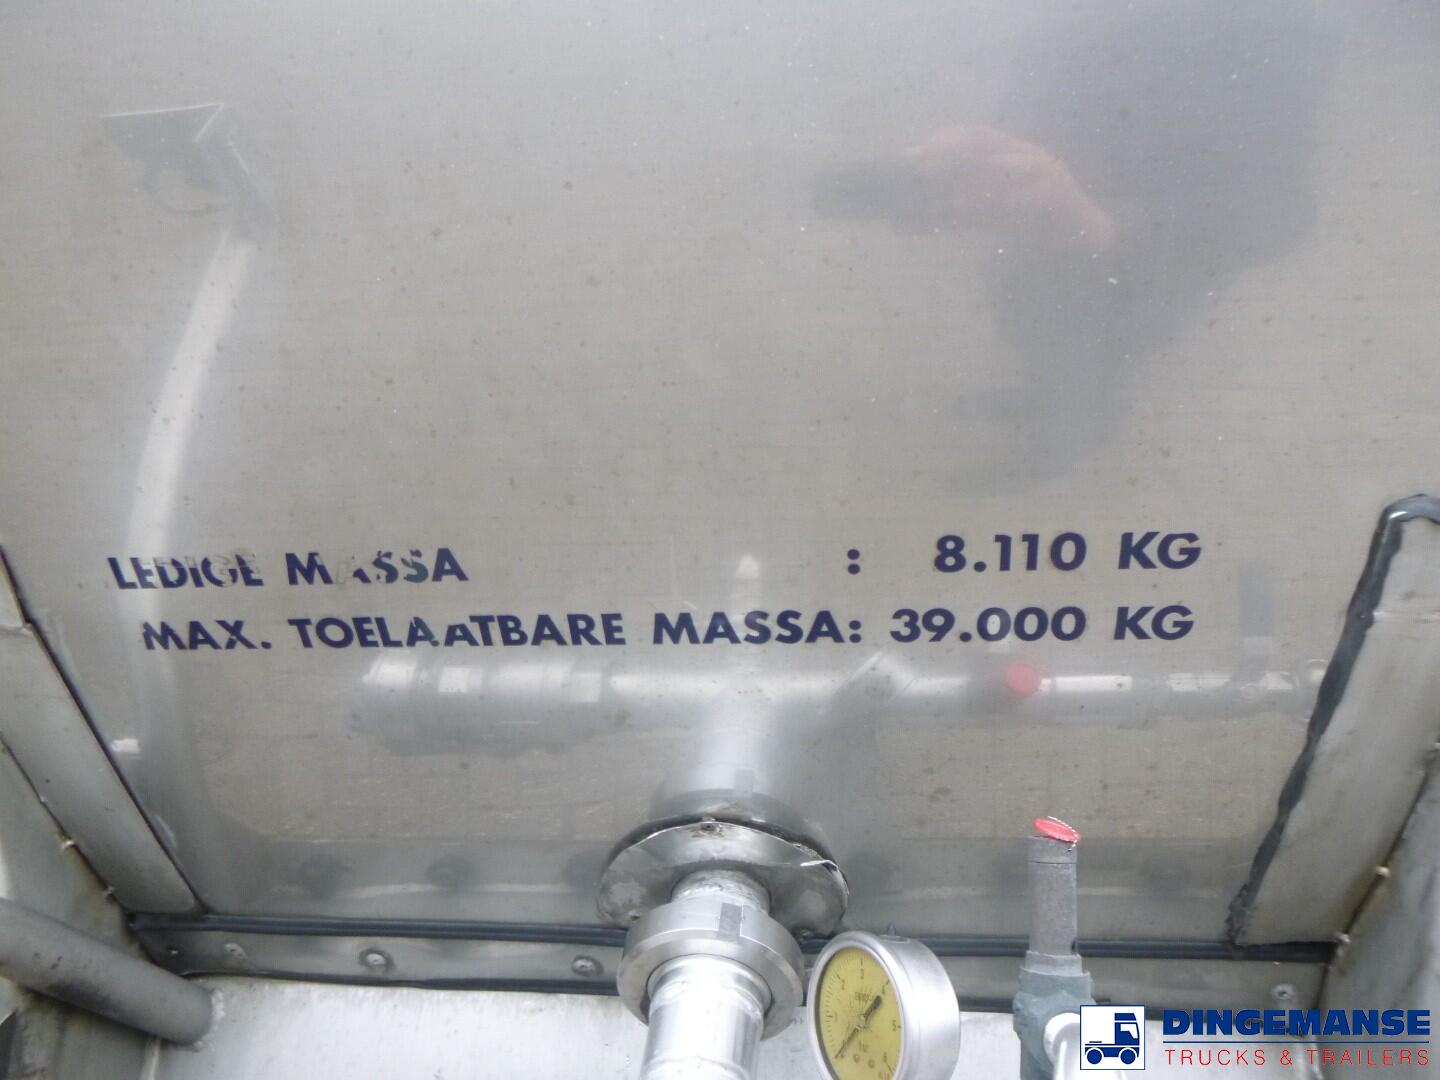 LEDIGE MASSA : 8.110 KG
MAX. TOELAATBARE MASSA: 39.000 KG
DINGEMANSE
TRUCKS & TRAILERS